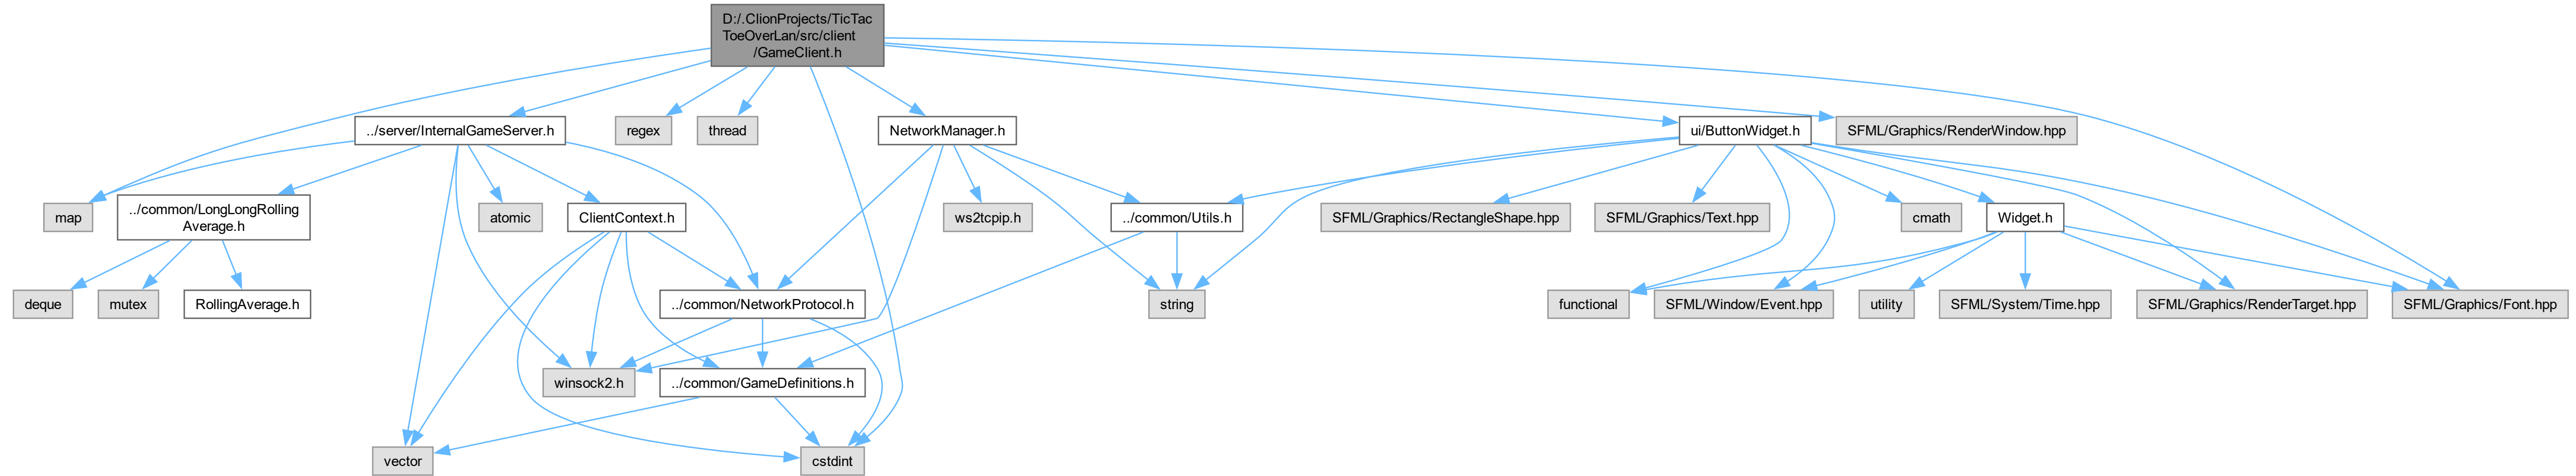 D:/.ClionProjects/TicTac
ToeOverLan/src/client
/GameClient.h
../server/InternalGameServer.h
regex
thread
NetworkManager.h
ui/ButtonWidget.h
SFML/Graphics/RenderWindow.hpp
map
../common/LongLongRolling
Average.h
atomic
ClientContext.h
ws2tcpip.h
../common/Utils.h
SFML/Graphics/RectangleShape.hpp
SFML/Graphics/Text.hpp
cmath
Widget.h
deque
mutex
RollingAverage.h
../common/NetworkProtocol.h
string
functional
SFML/Window/Event.hpp
utility
SFML/System/Time.hpp
SFML/Graphics/RenderTarget.hpp
SFML/Graphics/Font.hpp
winsock2.h
../common/GameDefinitions.h
vector
cstdint